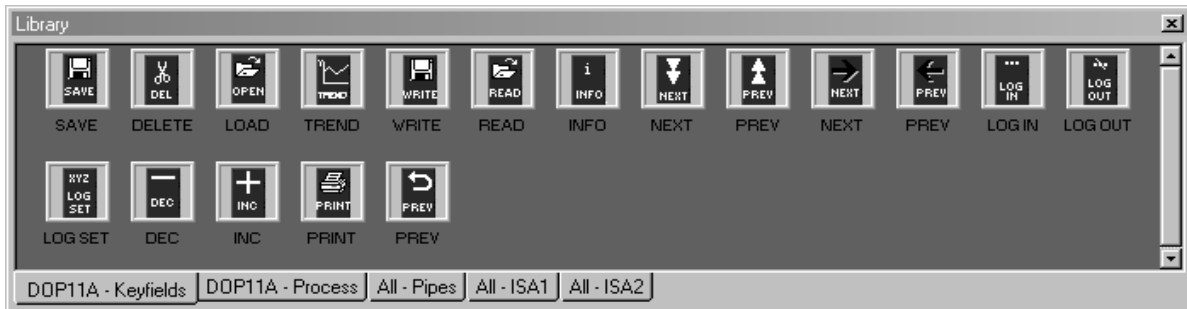 Library
SAVE DEL OPEN TREND WRITE READ i INFO NEXT PREV NEXT PREV LOG IN LOG OUT
SAVE DELETE LOAD TREND WRITE READ INFO NEXT PREV NEXT PREV LOG IN LOG OUT
XYZ LOG SET DEC INC PRINT PREV
LOG SET DEC INC PRINT PREV
DOP11A - Keyfields DOP11A - Process All - Pipes All - ISA1 All - ISA2